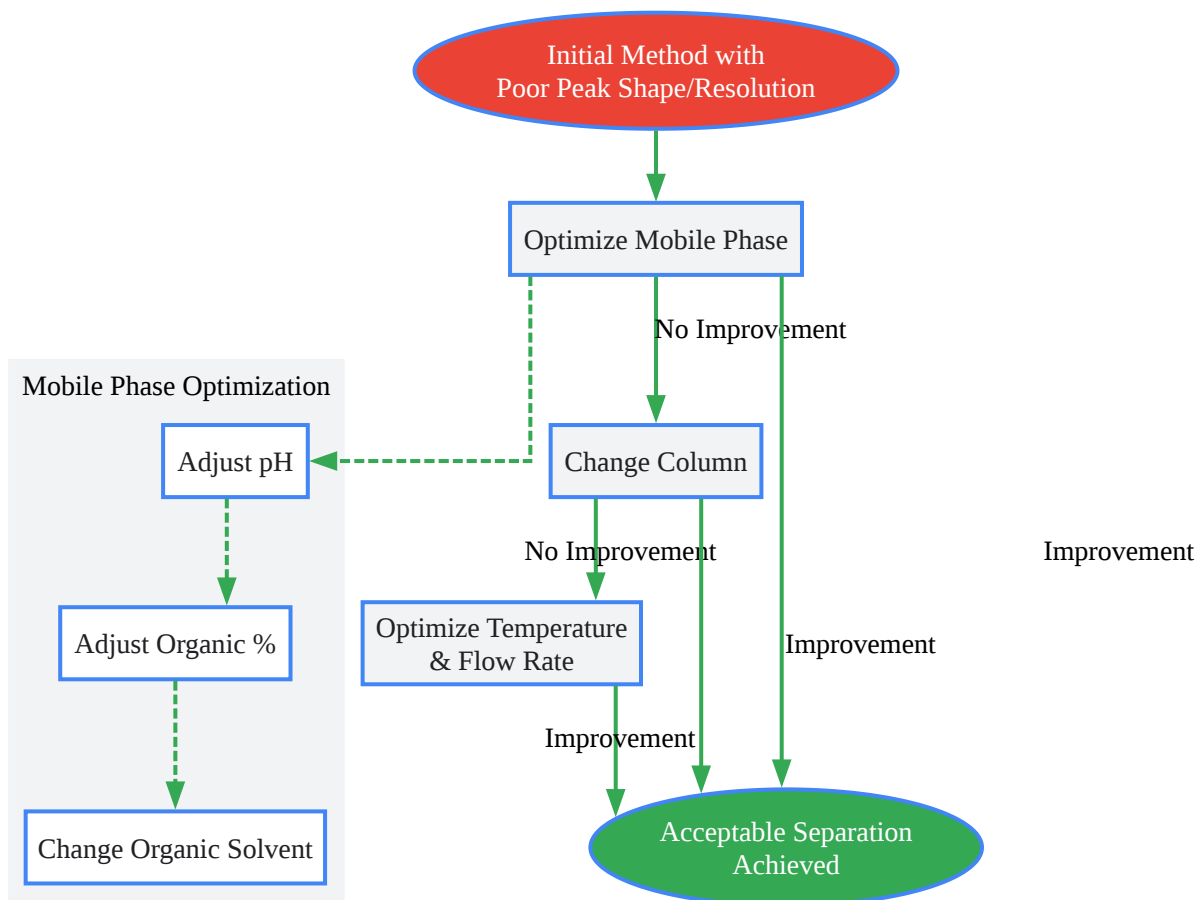 Initial Method with
Poor Peak Shape/Resolution
Optimize Mobile Phase
No Improvement
Mobile Phase Optimization
Adjust pH
Change Column
No Improvement
Improvement
Optimize Temperature
& Flow Rate
Adjust Organic %
Improvement
Improvement
Change Organic Solvent
Acceptable Separation
Achieved